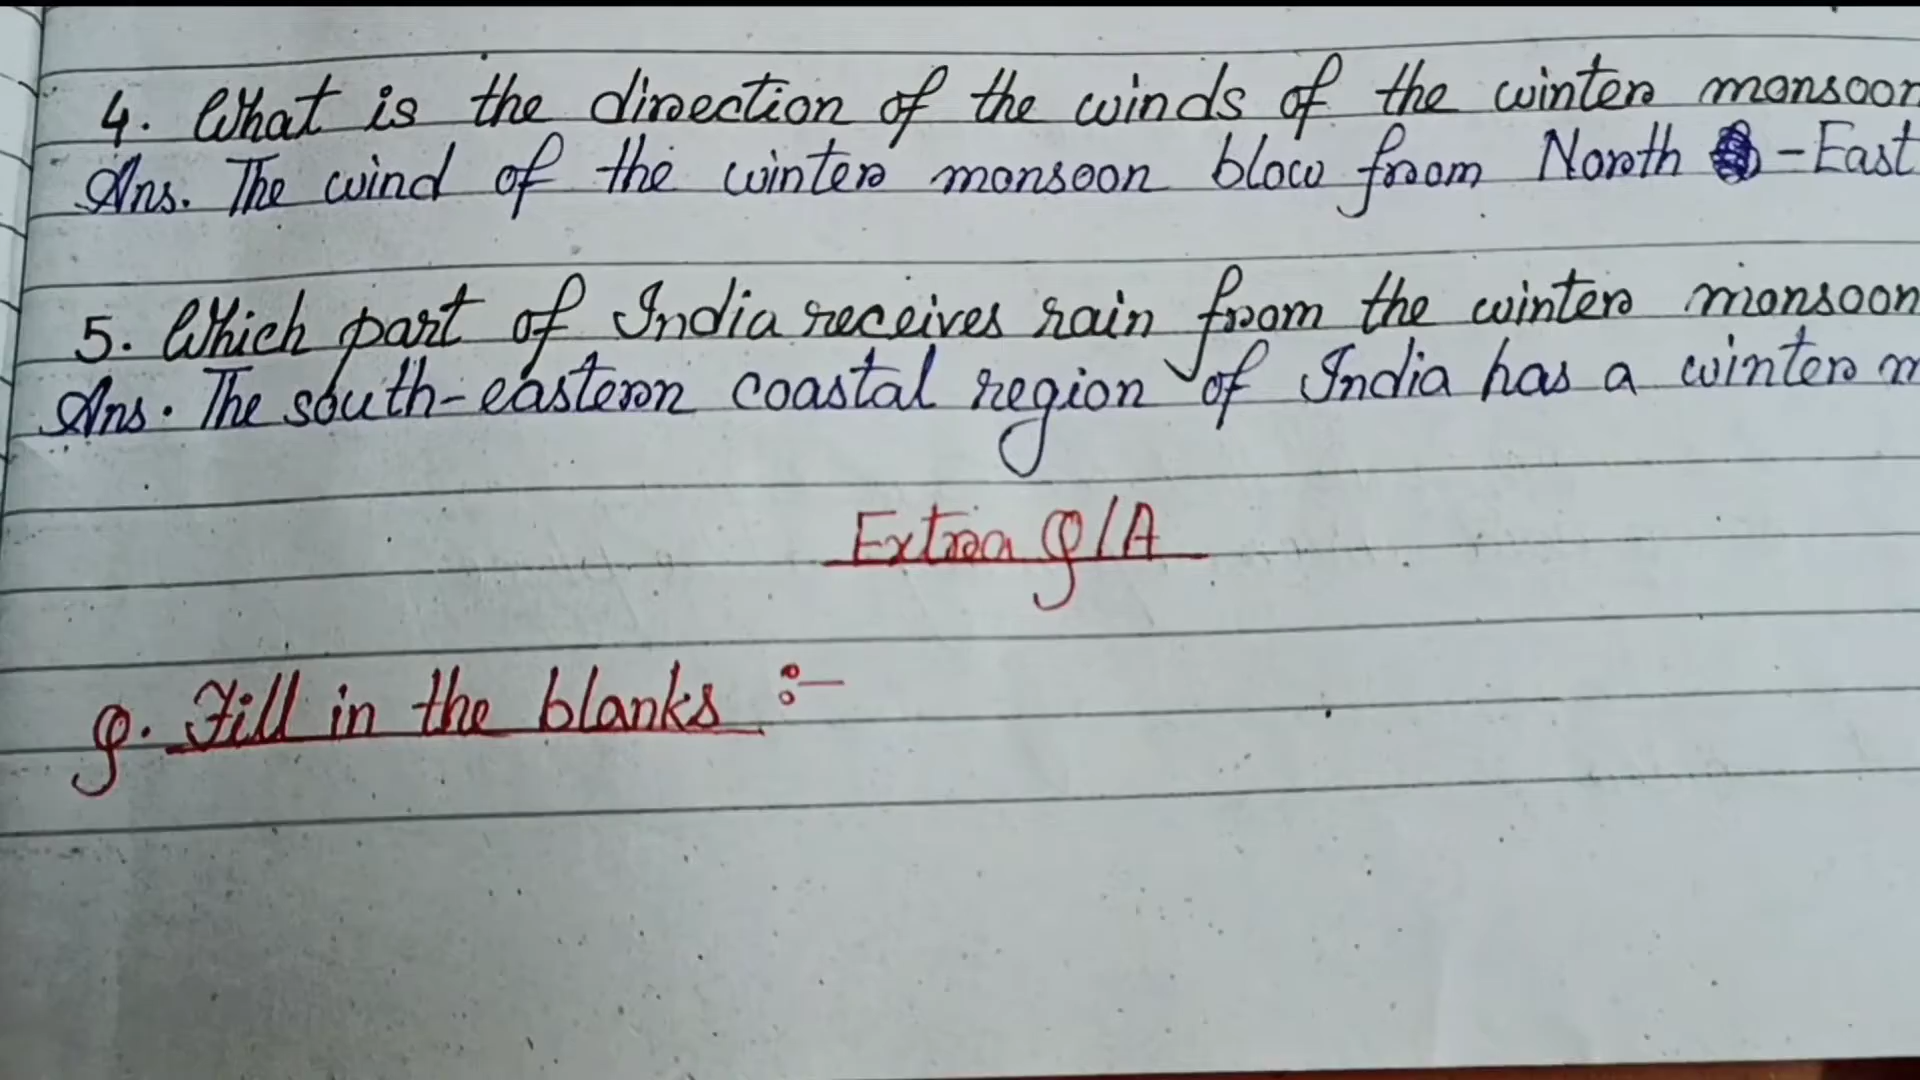 4. What is the direction of the winds of the winter monsoon
Ans. The wind of the winter monsoon blow from North -East
5. Which part of India receives rain from the winter monsoon
Ans. The south-eastern coastal region of India has a winter m
Extra Q/A
Q. Fill in the blanks :-